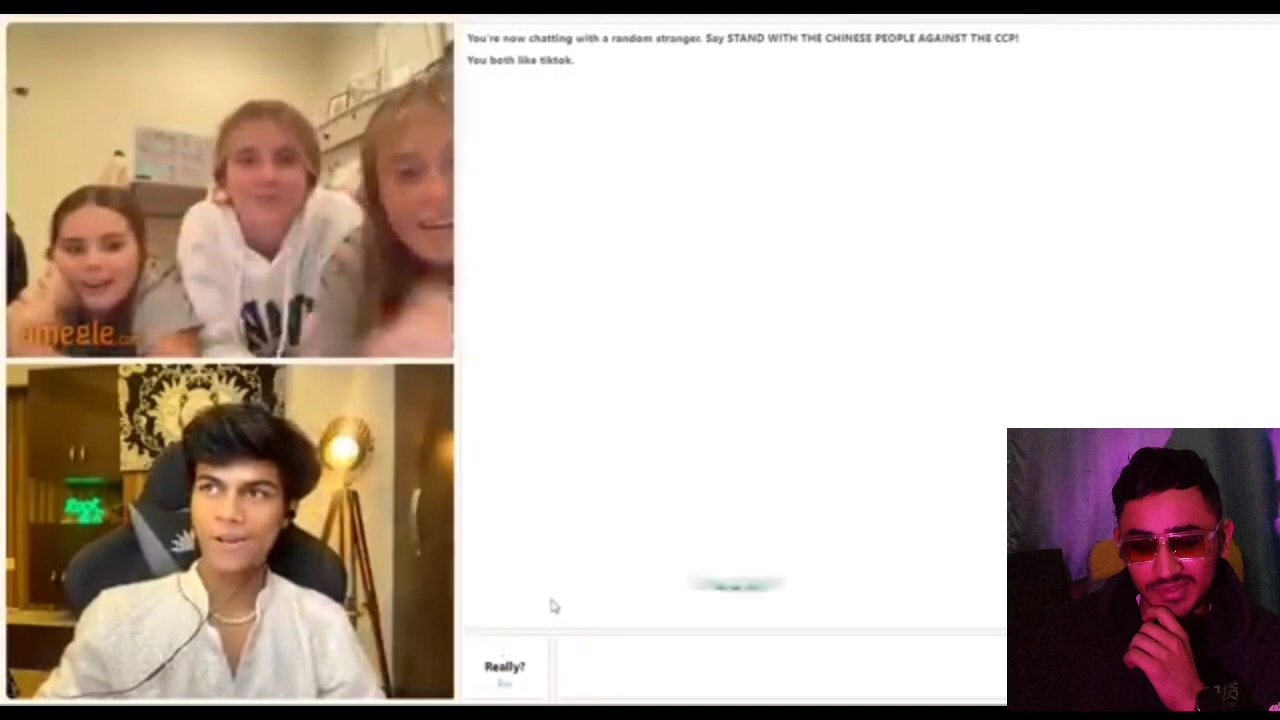 You're now chatting with a random stranger. Say STAND WITH THE CHINESE PEOPLE AGAINST THE CCP!
You both like tiktok.
omegle
Really?
Esc